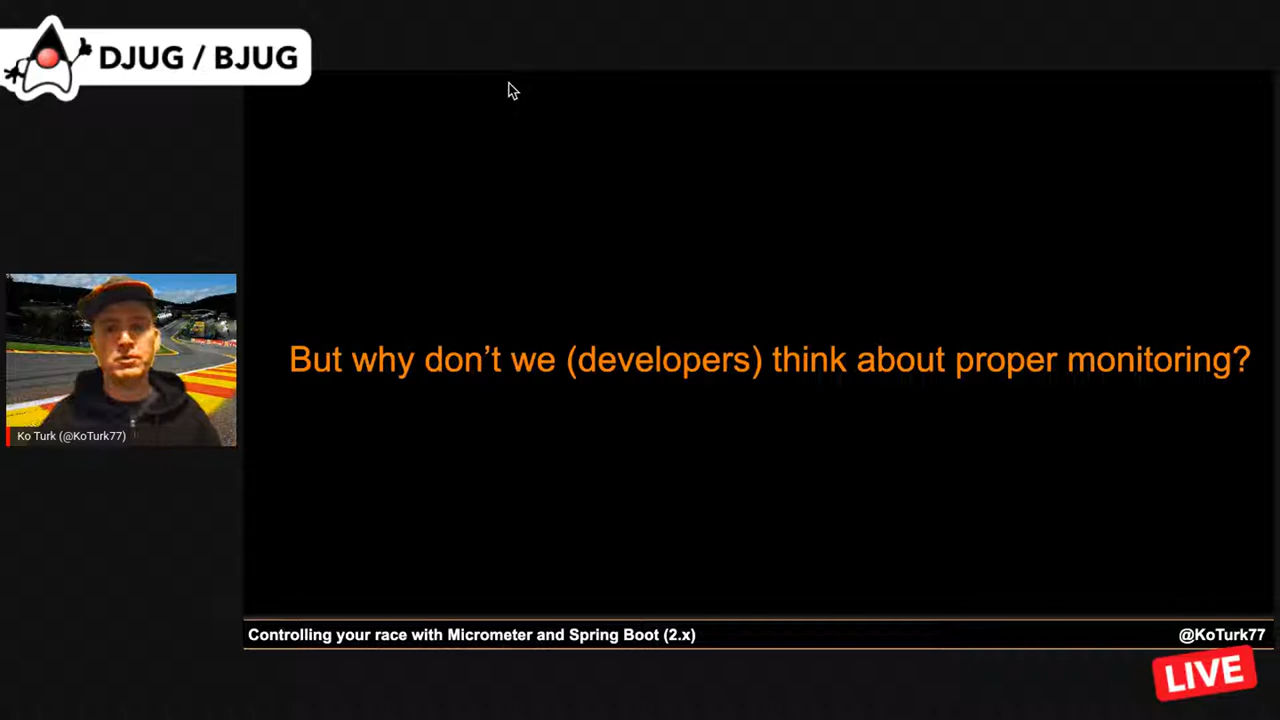 DJUG / BJUG
But why don’t we (developers) think about proper monitoring?
Ko Turk (@KoTurk77)
Controlling your race with Micrometer and Spring Boot (2.x)
@KoTurk77
LIVE